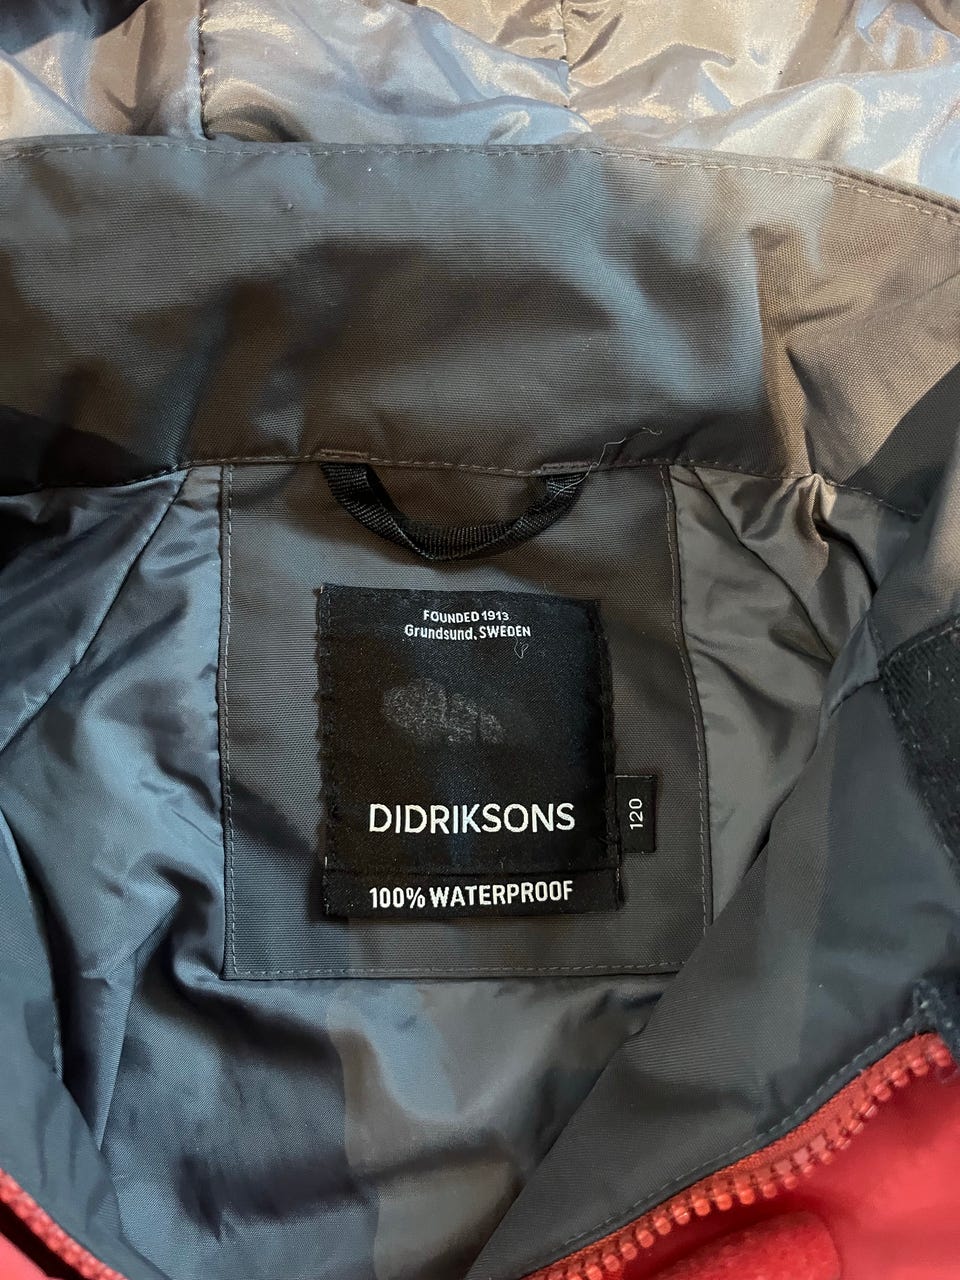 FOUNDED 1913
Grundsund, SWEDEN
DIDRIKSONS
120
100% WATERPROOF